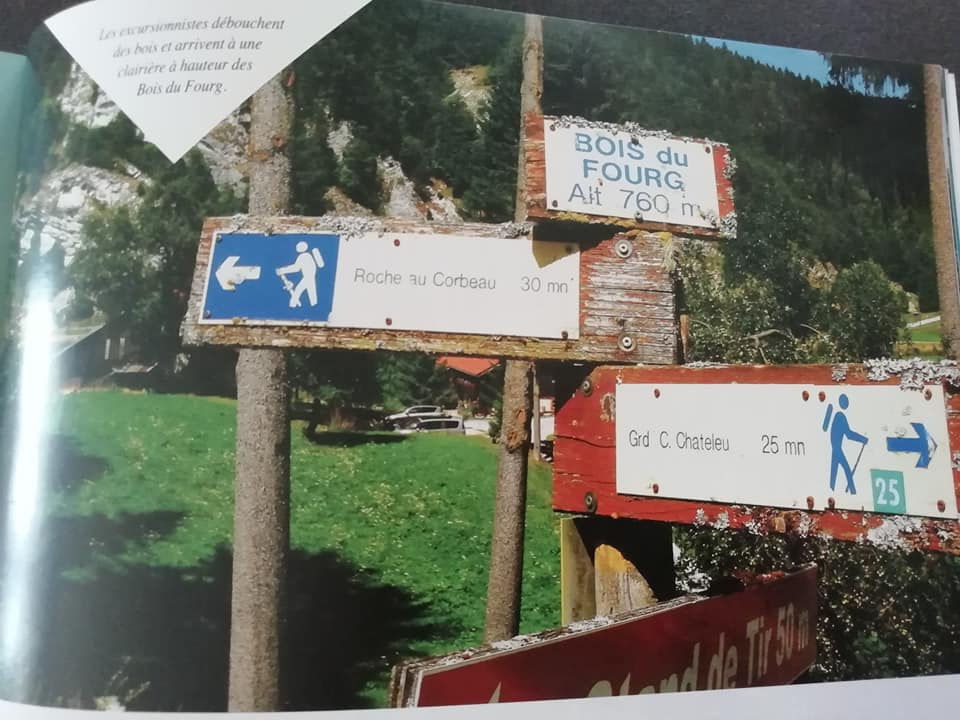 Les excursionnistes débouchent
des bois et arrivent à une
clairière à hauteur des
Bois du Fourg.
BOIS du
FOURG
Alt 760 m
Roche au Corbeau 30 mn
Grd C. Chateleu 25 mn
25
Stand de Tir 50 m